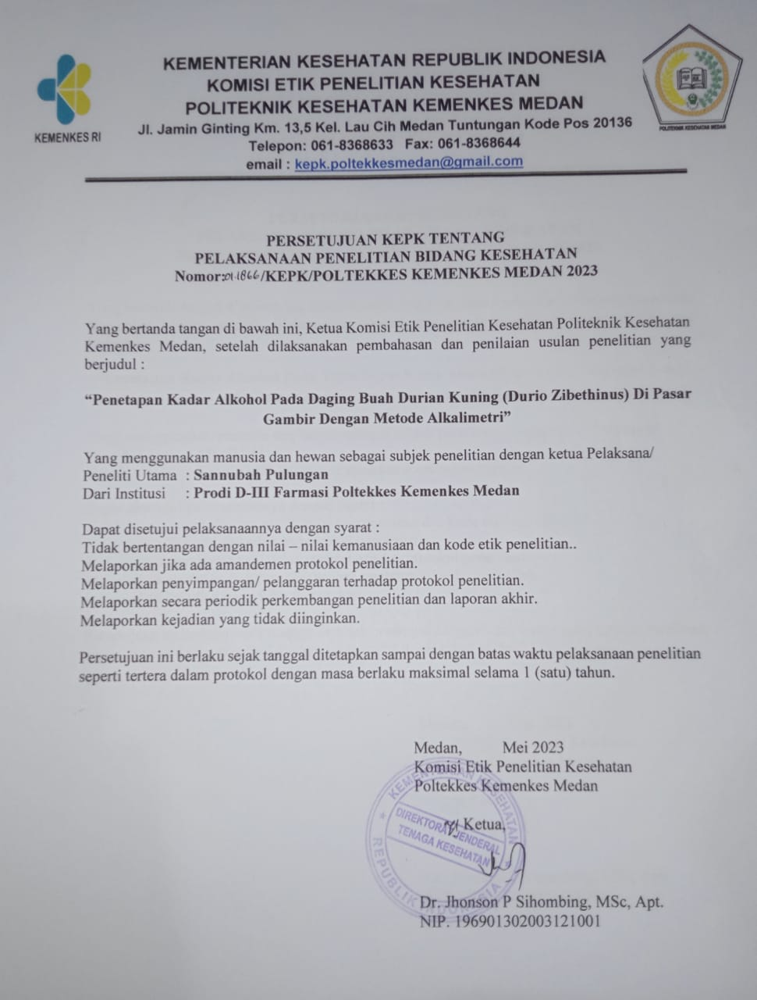 KEMENKES RI
KEMENTERIAN KESEHATAN REPUBLIK INDONESIA
KOMISI ETIK PENELITIAN KESEHATAN
POLITEKNIK KESEHATAN KEMENKES MEDAN
Jl. Jamin Ginting Km. 13,5 Kel. Lau Cih Medan Tuntungan Kode Pos 20136
Telepon: 061-8368633 Fax: 061-8368644
email : kepk.poltekkesmedan@gmail.com
POLITEKNIK KESEHATAN MEDAN
PERSETUJUAN KEPK TENTANG
PELAKSANAAN PENELITIAN BIDANG KESEHATAN
Nomor:01.1866/KEPK/POLTEKKES KEMENKES MEDAN 2023
Yang bertanda tangan di bawah ini, Ketua Komisi Etik Penelitian Kesehatan Politeknik Kesehatan
Kemenkes Medan, setelah dilaksanakan pembahasan dan penilaian usulan penelitian yang
berjudul :
“Penetapan Kadar Alkohol Pada Daging Buah Durian Kuning (Durio Zibethinus) Di Pasar
Gambir Dengan Metode Alkalimetri”
Yang menggunakan manusia dan hewan sebagai subjek penelitian dengan ketua Pelaksana/
Peneliti Utama : Sannubah Pulungan
Dari Institusi : Prodi D-III Farmasi Poltekkes Kemenkes Medan
Dapat disetujui pelaksanaannya dengan syarat :
Tidak bertentangan dengan nilai – nilai kemanusiaan dan kode etik penelitian..
Melaporkan jika ada amandemen protokol penelitian.
Melaporkan penyimpangan/ pelanggaran terhadap protokol penelitian.
Melaporkan secara periodik perkembangan penelitian dan laporan akhir.
Melaporkan kejadian yang tidak diinginkan.
Persetujuan ini berlaku sejak tanggal ditetapkan sampai dengan batas waktu pelaksanaan penelitian
seperti tertera dalam protokol dengan masa berlaku maksimal selama 1 (satu) tahun.
Medan, Mei 2023
Komisi Etik Penelitian Kesehatan
Poltekkes Kemenkes Medan
Ketua,
KEMENTERIAN KESEHATAN
DIREKTORAT JENDERAL
TENAGA KESEHATAN
REPUBLIK INDONESIA
Dr. Jhonson P Sihombing, MSc, Apt.
NIP. 196901302003121001